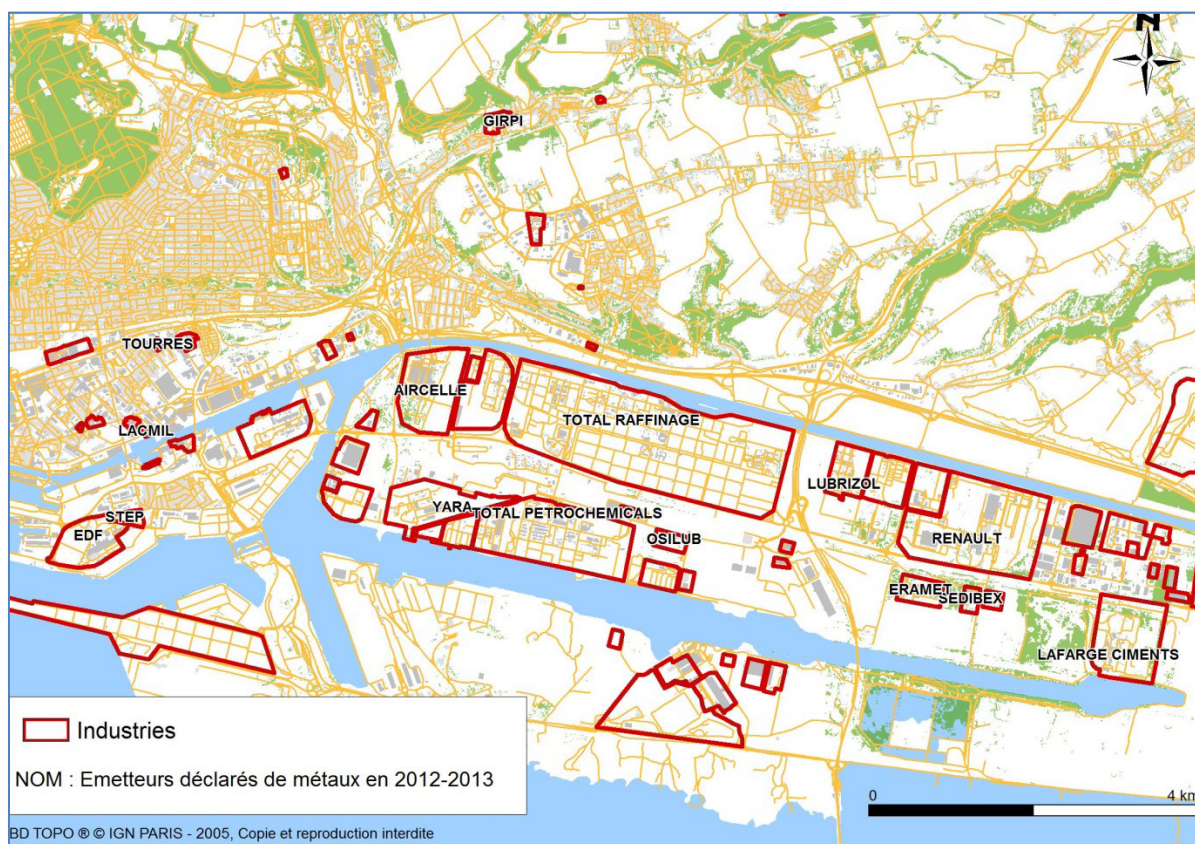 N
GIRPI
TOURRES
AIRCELLE
TOTAL RAFFINAGE
LACMIL
LUBRIZOL
YARA
TOTAL PETROCHEMICALS
STEP
EDF
OSILUB
RENAULT
ERAMET
SEDIBEX
LAFARGE CIMENTS
Industries
NOM : Emetteurs déclarés de métaux en 2012-2013
0 4 km
BD TOPO ® © IGN PARIS - 2005, Copie et reproduction interdite